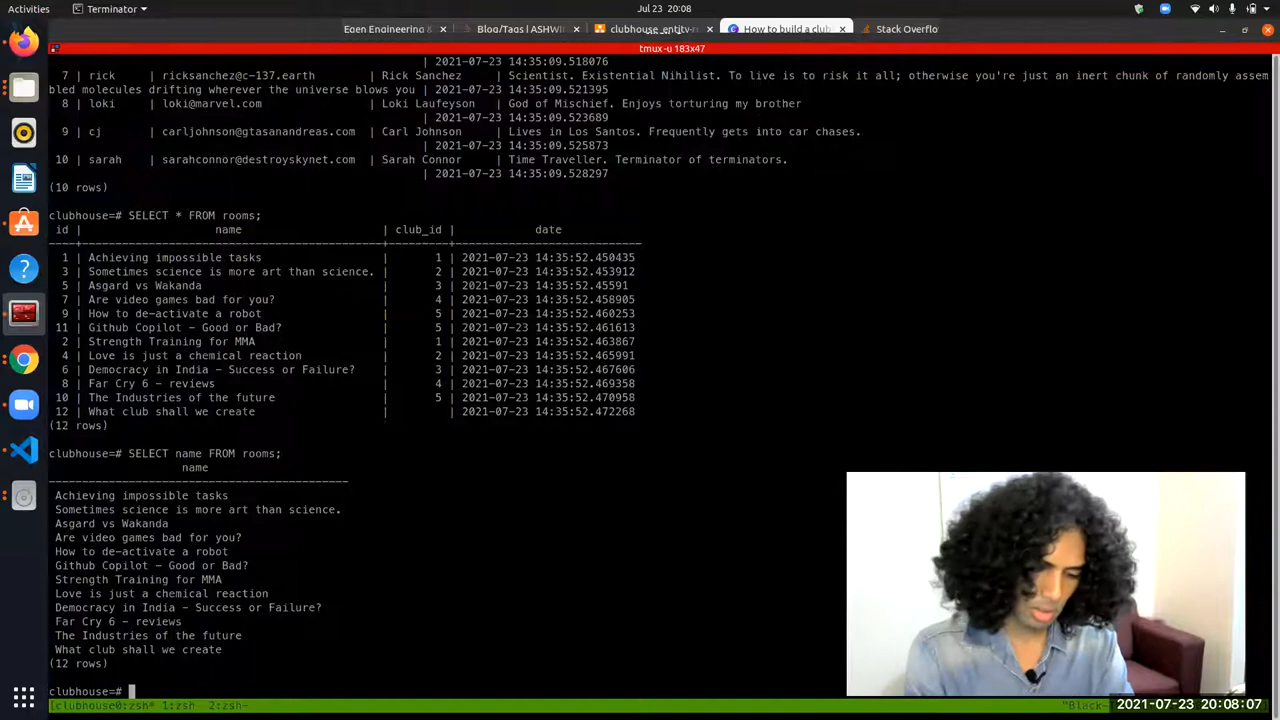 Activities
Terminator
Jul 23 20:08
Egen Engineering &
Blog/Tags | ASHWI
clubhouse_entity-r
How to build a club
Stack Overflo
tmux-u 183x47
| 2021-07-23 14:35:09.518076
7 | rick | ricksanchez@c-137.earth | Rick Sanchez | Scientist. Existential Nihilist. To live is to risk it all; otherwise you're just an inert chunk of randomly assem
bled molecules drifting wherever the universe blows you | 2021-07-23 14:35:09.521395
8 | loki | loki@marvel.com | Loki Laufeyson | God of Mischief. Enjoys torturing my brother
| 2021-07-23 14:35:09.523689
9 | cj | carljohnson@gtasanandreas.com | Carl Johnson | Lives in Los Santos. Frequently gets into car chases.
| 2021-07-23 14:35:09.525873
10 | sarah | sarahconnor@destroyskynet.com | Sarah Connor | Time Traveller. Terminator of terminators.
| 2021-07-23 14:35:09.528297
(10 rows)
clubhouse=# SELECT * FROM rooms;
id | name | club_id | date
----+--------------------------------------------+---------+----------------------------
1 | Achieving impossible tasks | 1 | 2021-07-23 14:35:52.450435
3 | Sometimes science is more art than science. | 2 | 2021-07-23 14:35:52.453912
5 | Asgard vs Wakanda | 3 | 2021-07-23 14:35:52.45591
7 | Are video games bad for you? | 4 | 2021-07-23 14:35:52.458905
9 | How to de-activate a robot | 5 | 2021-07-23 14:35:52.460253
11 | Github Copilot - Good or Bad? | 5 | 2021-07-23 14:35:52.461613
2 | Strength Training for MMA | 1 | 2021-07-23 14:35:52.463867
4 | Love is just a chemical reaction | 2 | 2021-07-23 14:35:52.465991
6 | Democracy in India - Success or Failure? | 3 | 2021-07-23 14:35:52.467606
8 | Far Cry 6 - reviews | 4 | 2021-07-23 14:35:52.469358
10 | The Industries of the future | 5 | 2021-07-23 14:35:52.470958
12 | What club shall we create | | 2021-07-23 14:35:52.472268
(12 rows)
clubhouse=# SELECT name FROM rooms;
name
---------------------------------------------
Achieving impossible tasks
Sometimes science is more art than science.
Asgard vs Wakanda
Are video games bad for you?
How to de-activate a robot
Github Copilot - Good or Bad?
Strength Training for MMA
Love is just a chemical reaction
Democracy in India - Success or Failure?
Far Cry 6 - reviews
The Industries of the future
What club shall we create
(12 rows)
clubhouse=#
[clubhouse0:zsh* 1:zsh 2:zsh-
"Black-
2021-07-23 20:08:07